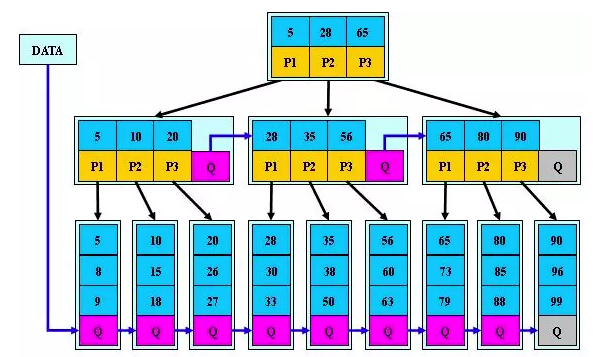 5 28 65
DATA
P1 P2 P3
5 10 20
28 35 56
65 80 90
P1 P2 P3 Q
P1 P2 P3 Q
P1 P2 P3 Q
5 10 20 28 35 56 65 80 90
8 15 26 30 38 60 73 85 96
9 18 27 33 50 63 79 88 99
Q Q Q Q Q Q Q Q Q